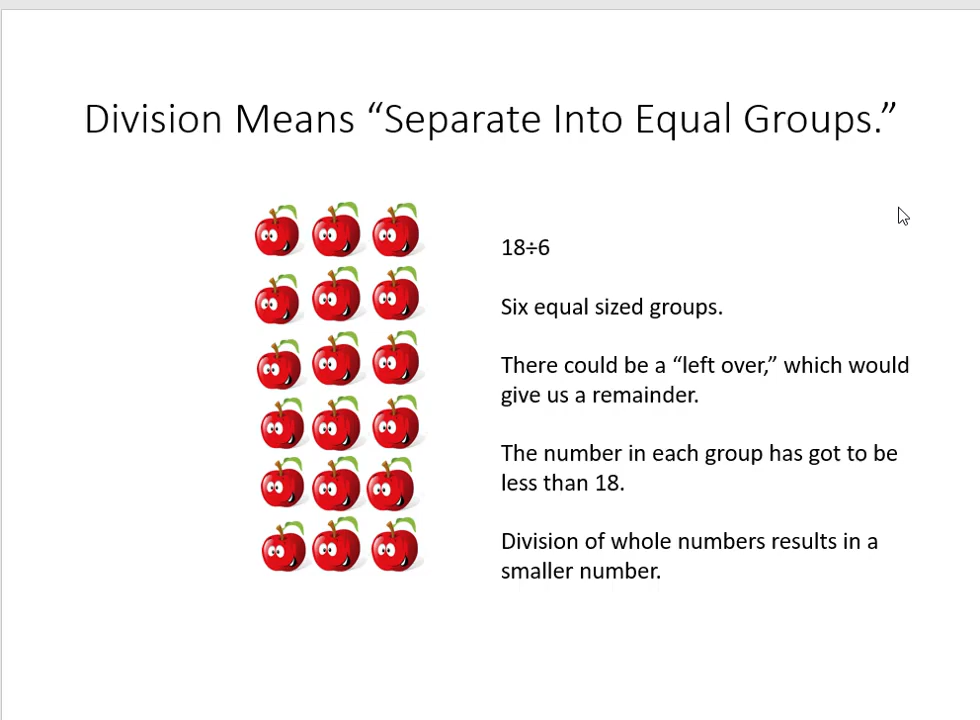 Division Means “Separate Into Equal Groups.”
18÷6
Six equal sized groups.
There could be a “left over,” which would
give us a remainder.
The number in each group has got to be
less than 18.
Division of whole numbers results in a
smaller number.